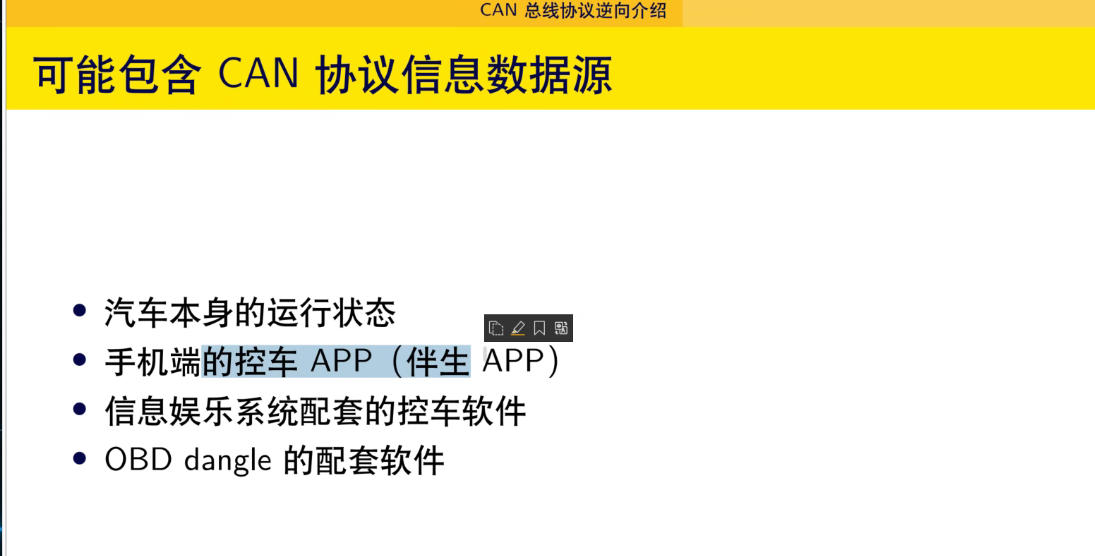 CAN 总线协议逆向介绍
可能包含 CAN 协议信息数据源
• 汽车本身的运行状态
• 手机端的控车 APP（伴生 APP）
• 信息娱乐系统配套的控车软件
• OBD dangle 的配套软件